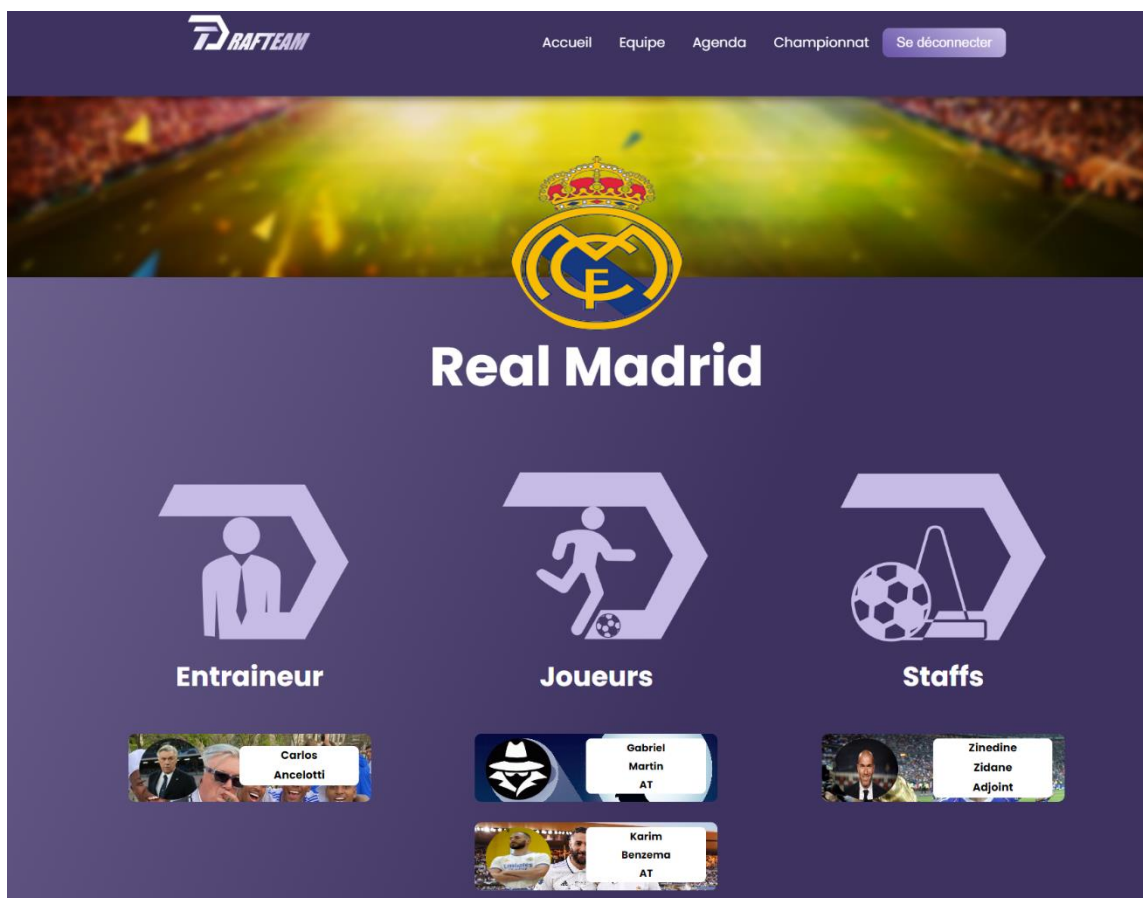 DRAFTEAM
Accueil Equipe Agenda Championnat Se déconnecter
Real Madrid
Entraineur Joueurs Staffs
Carlos
Ancelotti
Gabriel
Martin
AT
Zinedine
Zidane
Adjoint
Karim
Benzema
AT